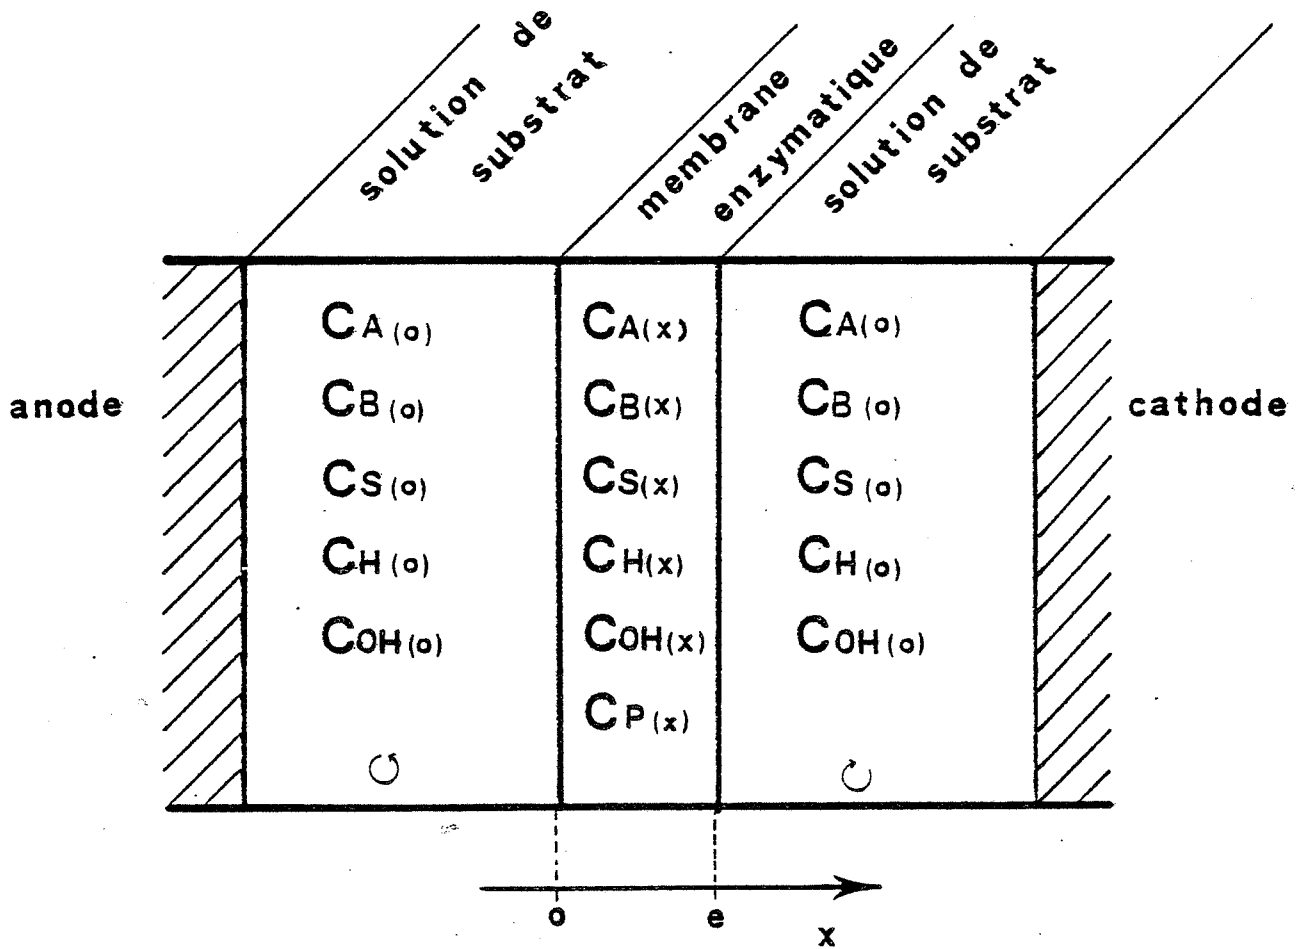 solution de
substrat
membrane
enzymatique
solution de
substrat
anode
cathode
CA(o)
CB(o)
CS(o)
CH(o)
COH(o)
CA(x)
CB(x)
CS(x)
CH(x)
COH(x)
CP(x)
CA(o)
CB(o)
CS(o)
CH(o)
COH(o)
o
e
x